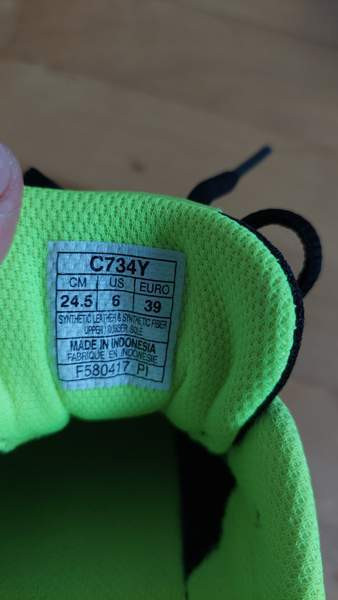 C734Y
CM US EURO
24.5 6 39
SYNTHETIC LEATHER & SYNTHETIC FIBER
UPPER / RUBBER SOLE
MADE IN INDONESIA
FABRIQUE EN INDONESIE
F580417 PI